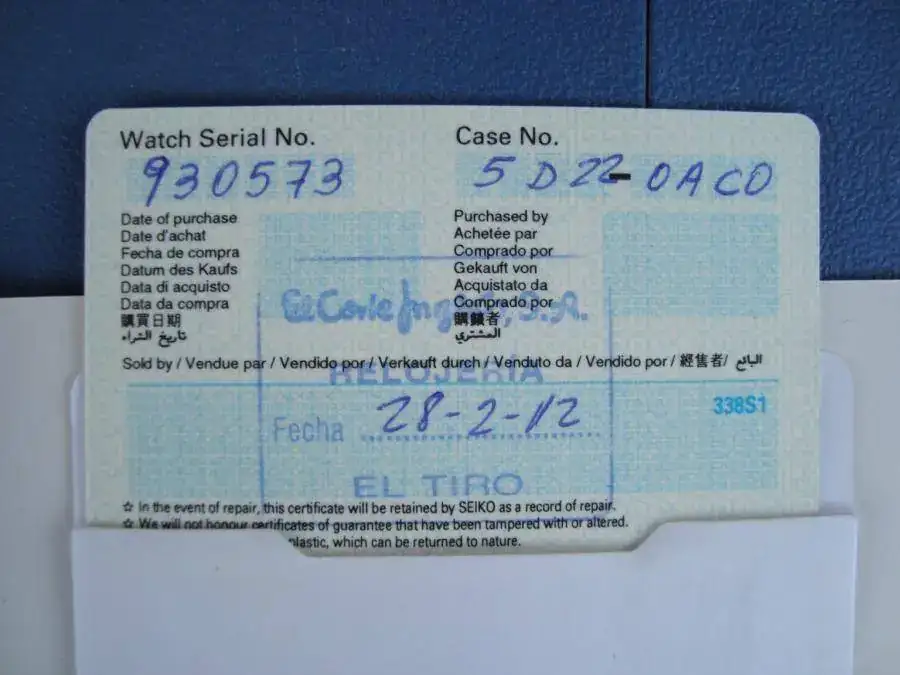 Watch Serial No. Case No.
930573 5D22-0AC0
Date of purchase Purchased by
Date d'achat Achetée par
Fecha de compra Comprado por
Datum des Kaufs Gekauft von
Data di acquisto Acquistato da
Data da compra Comprado por
購買日期 購買者
تاريخ الشراء المشتري
El Corte Inglés, S.A.
Sold by / Vendue par / Vendido por / Verkauft durch / Venduto da / Vendido por / 經售者/ البائع
RELOJERÍA
338S1
Fecha 28-2-12
EL TIRO
☆ In the event of repair, this certificate will be retained by SEIKO as a record of repair.
☆ We will not honour certificates of guarantee that have been tampered with or altered.
plastic, which can be returned to nature.